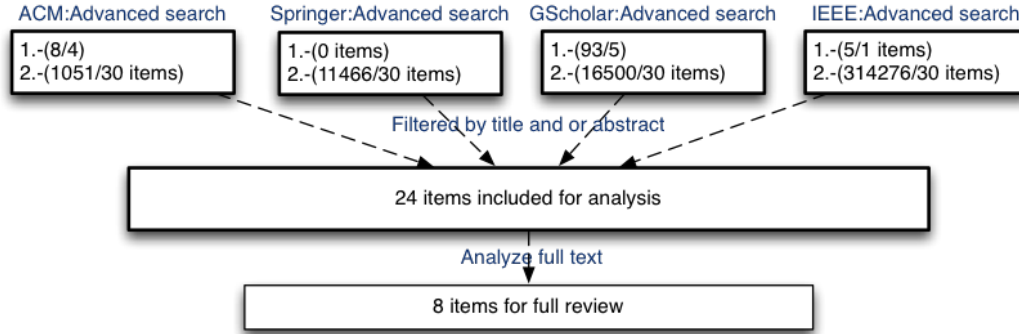 ACM:Advanced search
1.-(8/4)
2.-(1051/30 items)
Springer:Advanced search
1.-(0 items)
2.-(11466/30 items)
GScholar:Advanced search
1.-(93/5)
2.-(16500/30 items)
IEEE:Advanced search
1.-(5/1 items)
2.-(314276/30 items)
Filtered by title and or abstract
24 items included for analysis
Analyze full text
8 items for full review